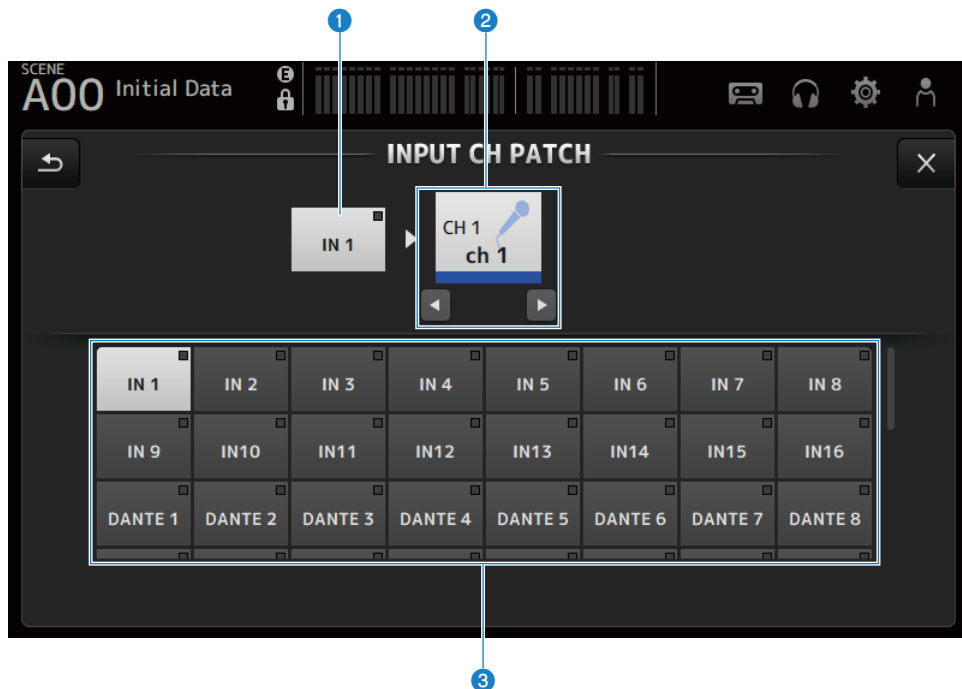 1 2
SCENE
A00 Initial Data E
INPUT CH PATCH
IN 1
CH 1
ch 1
IN 1 IN 2 IN 3 IN 4 IN 5 IN 6 IN 7 IN 8
IN 9 IN10 IN11 IN12 IN13 IN14 IN15 IN16
DANTE 1 DANTE 2 DANTE 3 DANTE 4 DANTE 5 DANTE 6 DANTE 7 DANTE 8
3